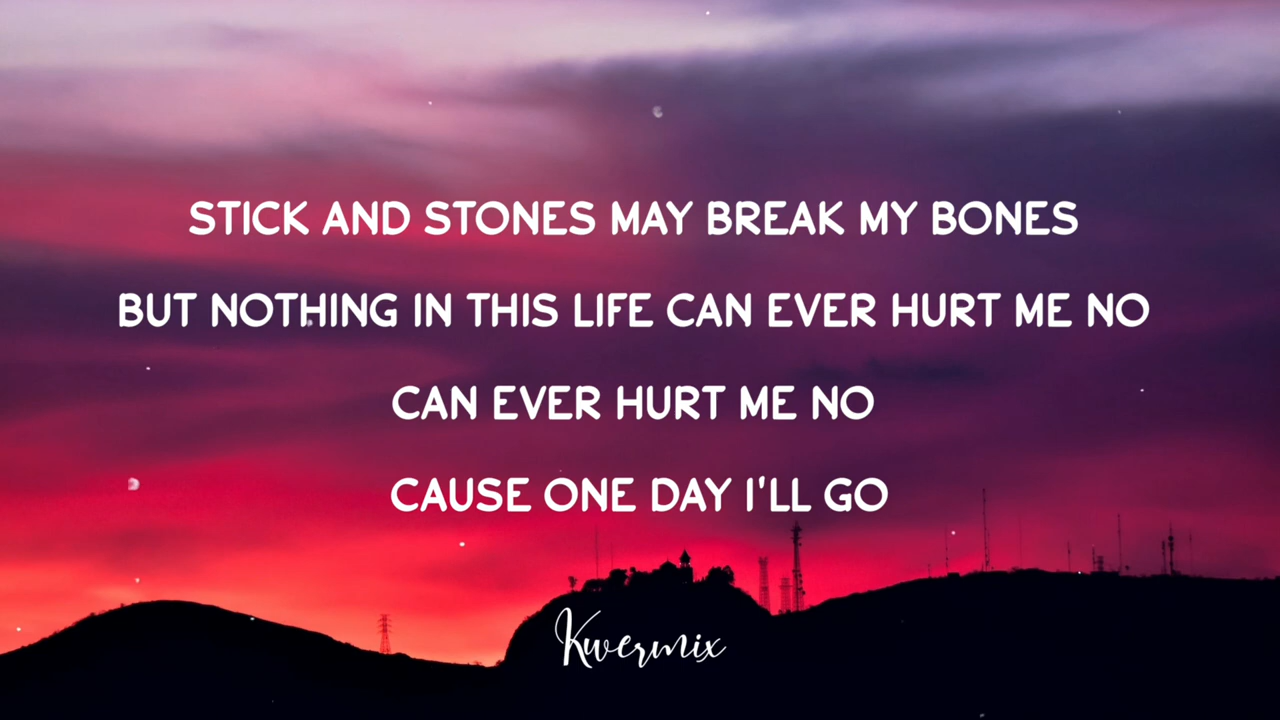 STICK AND STONES MAY BREAK MY BONES
BUT NOTHING IN THIS LIFE CAN EVER HURT ME NO
CAN EVER HURT ME NO
CAUSE ONE DAY I'LL GO
Kwermix